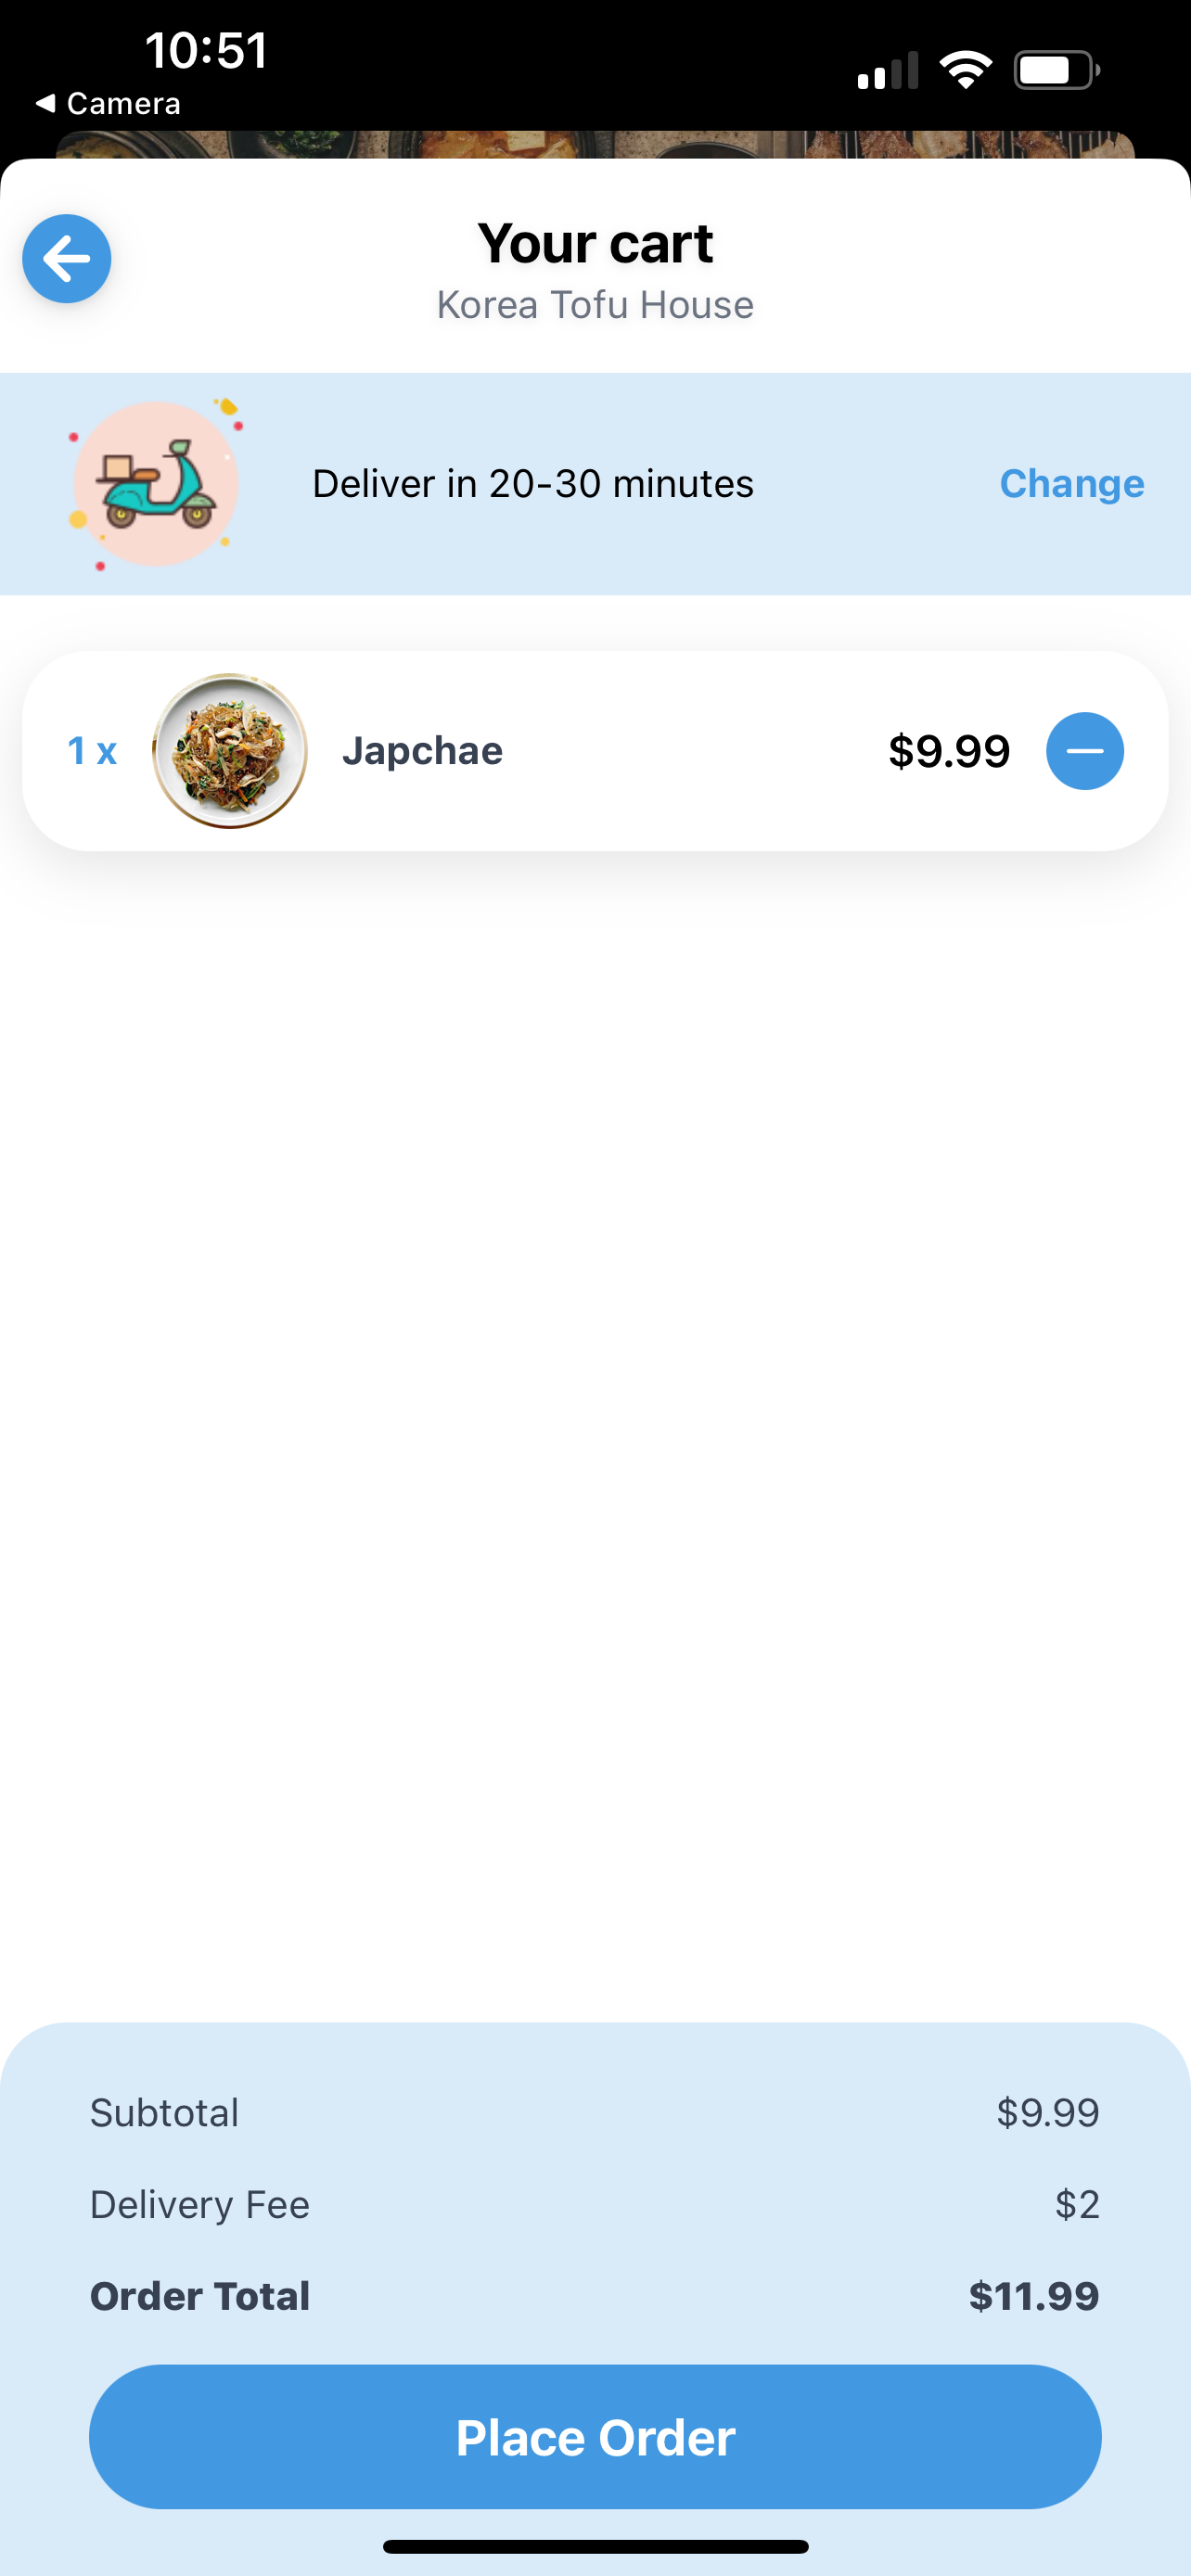 10:51
◀ Camera
Your cart
Korea Tofu House
Deliver in 20-30 minutes Change
1 x Japchae $9.99
Subtotal $9.99
Delivery Fee $2
Order Total $11.99
Place Order